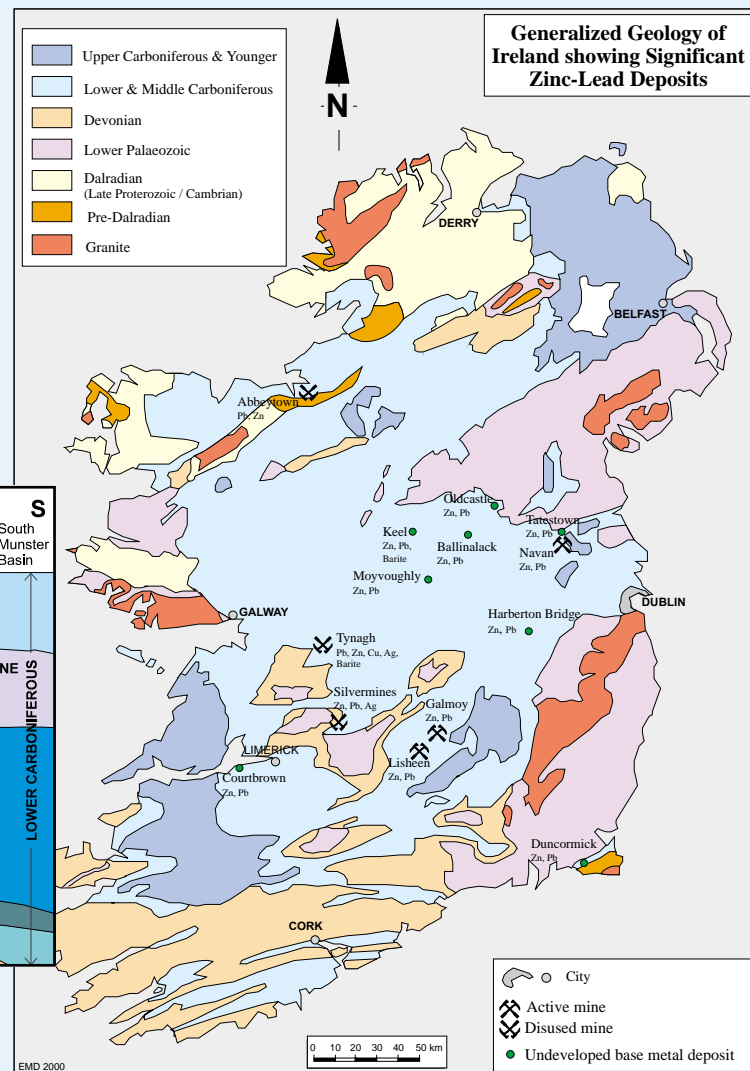 Generalized Geology of
Ireland showing Significant
Zinc-Lead Deposits
Upper Carboniferous & Younger
Lower & Middle Carboniferous
Devonian
Lower Palaeozoic
Dalradian
(Late Proterozoic / Cambrian)
Pre-Dalradian
Granite
N
DERRY
BELFAST
Abbeytown
Pb, Zn
S
South
Munster
Basin
NE
LOWER CARBONIFEROUS
Oldcastle
Zn, Pb
Keel
Zn, Pb,
Barite
Ballinalack
Zn, Pb
Tatestown
Zn, Pb
Navan
Zn, Pb
Moyvoughly
Zn, Pb
GALWAY
Harberton Bridge
Zn, Pb
DUBLIN
Tynagh
Pb, Zn, Cu, Ag,
Barite
Silvermines
Zn, Pb, Ag
Galmoy
Zn, Pb
LIMERICK
Lisheen
Zn, Pb
Courtbrown
Zn, Pb
Duncormick
Zn, Pb
CORK
City
Active mine
Disused mine
Undeveloped base metal deposit
0 10 20 30 40 50 km
EMD 2000